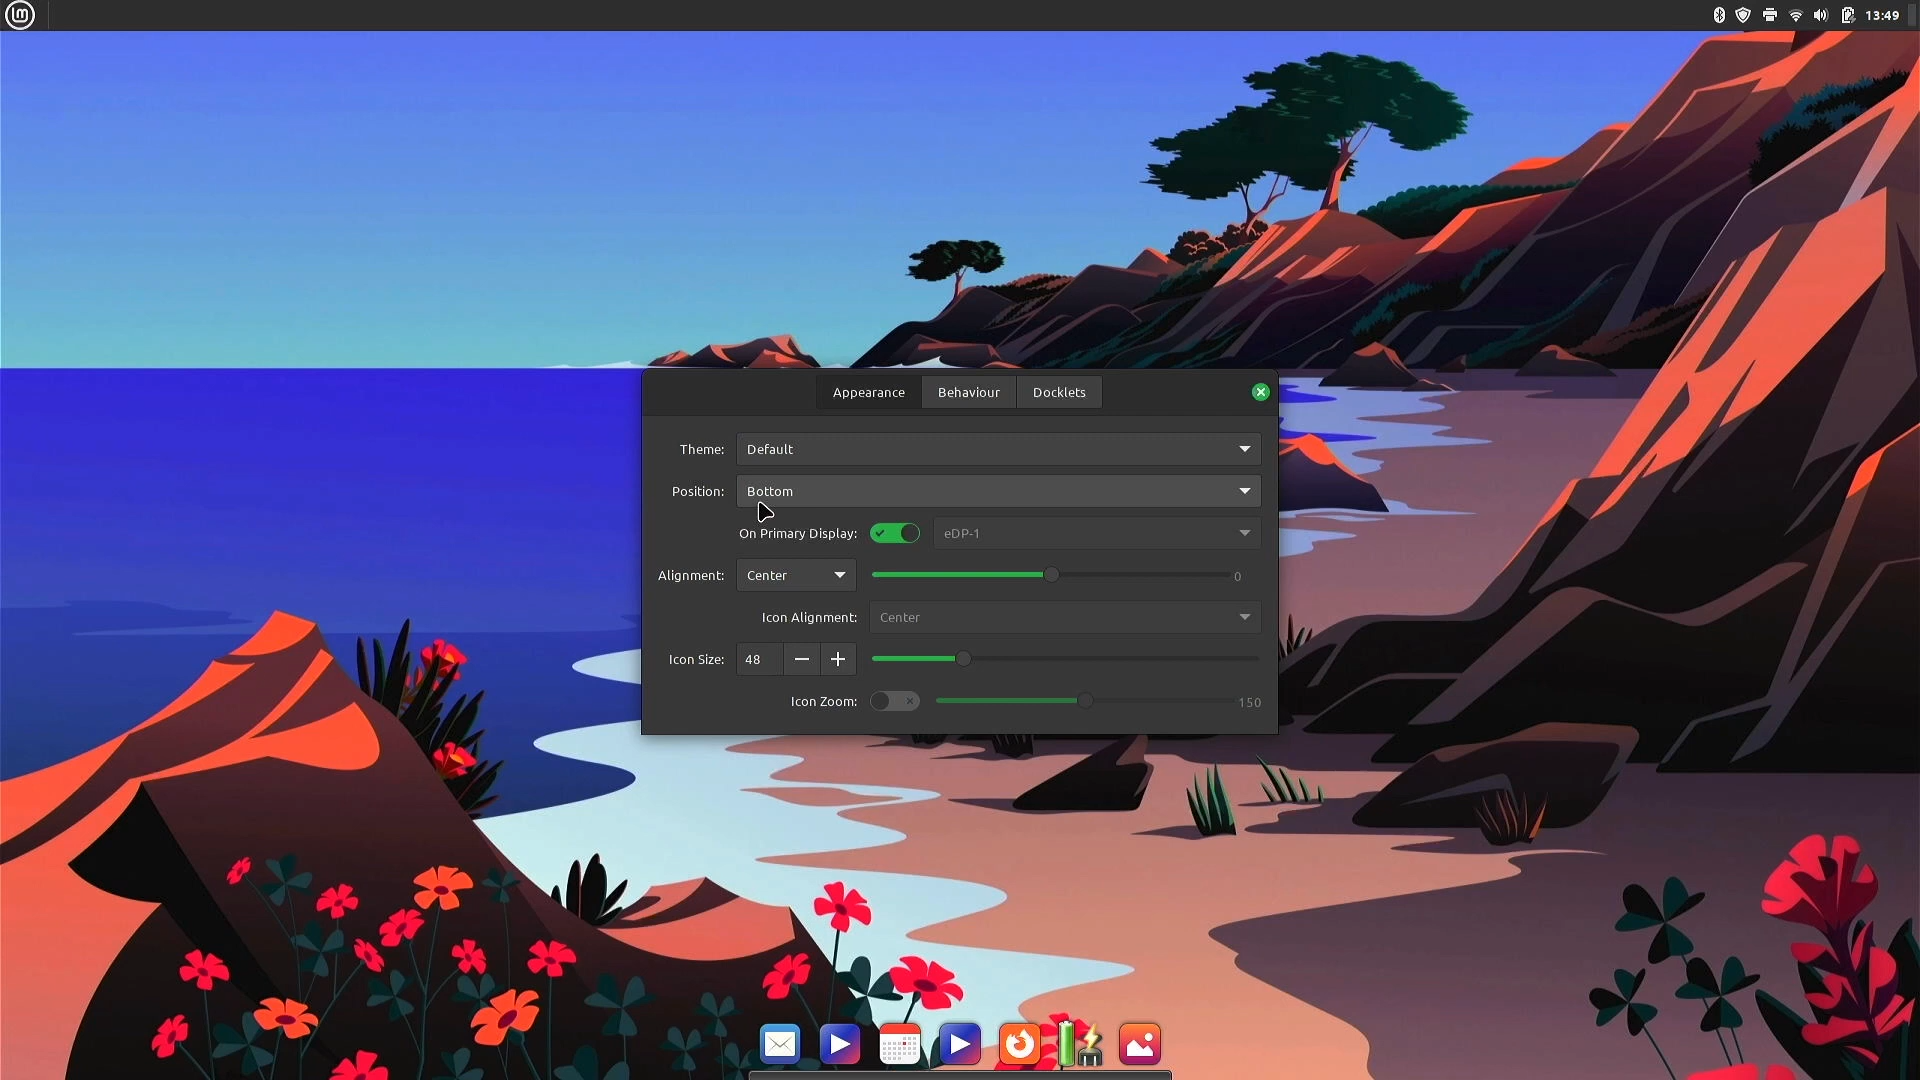 13:49
Appearance Behaviour Docklets
Theme: Default
Position: Bottom
On Primary Display: eDP-1
Alignment: Center 0
Icon Alignment: Center
Icon Size: 48
Icon Zoom: 150